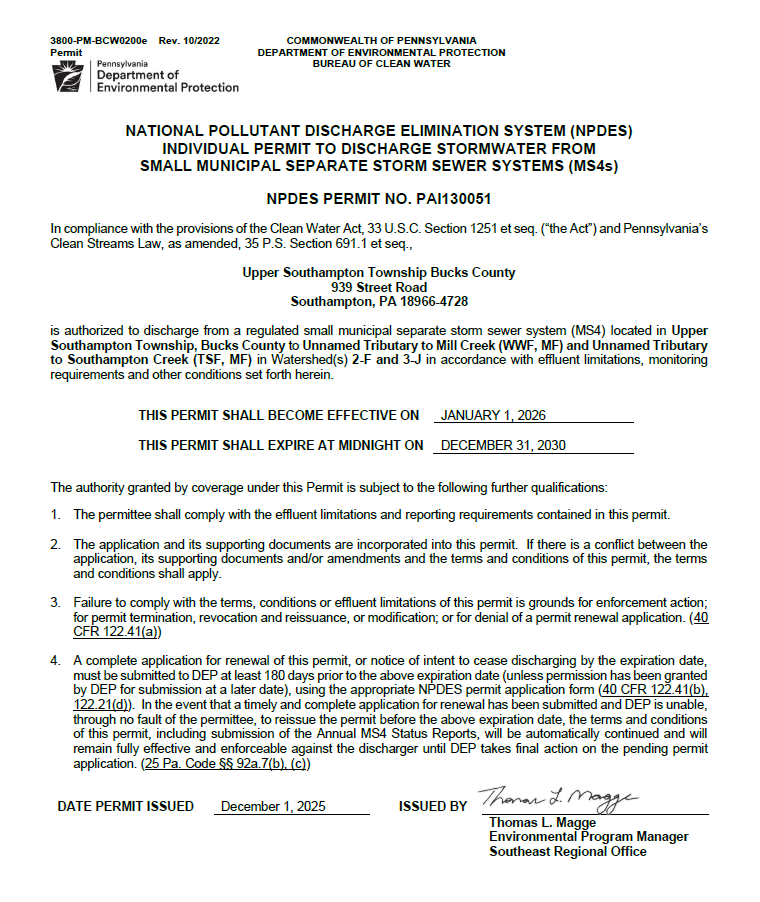 3800-PM-BCW0200e    Rev. 10/2022
Permit
COMMONWEALTH OF PENNSYLVANIA
DEPARTMENT OF ENVIRONMENTAL PROTECTION
BUREAU OF CLEAN WATER
Pennsylvania
Department of
Environmental Protection
NATIONAL POLLUTANT DISCHARGE ELIMINATION SYSTEM (NPDES)
INDIVIDUAL PERMIT TO DISCHARGE STORMWATER FROM
SMALL MUNICIPAL SEPARATE STORM SEWER SYSTEMS (MS4s)
NPDES PERMIT NO. PAI130051
In compliance with the provisions of the Clean Water Act, 33 U.S.C. Section 1251 et seq. ("the Act") and Pennsylvania's
Clean Streams Law, as amended, 35 P.S. Section 691.1 et seq.,
Upper Southampton Township Bucks County
939 Street Road
Southampton, PA 18966-4728
is authorized to discharge from a regulated small municipal separate storm sewer system (MS4) located in Upper
Southampton Township, Bucks County to Unnamed Tributary to Mill Creek (WWF, MF) and Unnamed Tributary
to Southampton Creek (TSF, MF) in Watershed(s) 2-F and 3-J in accordance with effluent limitations, monitoring
requirements and other conditions set forth herein.
THIS PERMIT SHALL BECOME EFFECTIVE ON JANUARY 1, 2026
THIS PERMIT SHALL EXPIRE AT MIDNIGHT ON DECEMBER 31, 2030
The authority granted by coverage under this Permit is subject to the following further qualifications:
1. The permittee shall comply with the effluent limitations and reporting requirements contained in this permit.
2. The application and its supporting documents are incorporated into this permit. If there is a conflict between the
application, its supporting documents and/or amendments and the terms and conditions of this permit, the terms
and conditions shall apply.
3. Failure to comply with the terms, conditions or effluent limitations of this permit is grounds for enforcement action;
for permit termination, revocation and reissuance, or modification; or for denial of a permit renewal application. (40
CFR 122.41(a))
4. A complete application for renewal of this permit, or notice of intent to cease discharging by the expiration date,
must be submitted to DEP at least 180 days prior to the above expiration date (unless permission has been granted
by DEP for submission at a later date), using the appropriate NPDES permit application form (40 CFR 122.41(b),
122.21(d)). In the event that a timely and complete application for renewal has been submitted and DEP is unable,
through no fault of the permittee, to reissue the permit before the above expiration date, the terms and conditions
of this permit, including submission of the Annual MS4 Status Reports, will be automatically continued and will
remain fully effective and enforceable against the discharger until DEP takes final action on the pending permit
application. (25 Pa. Code §§ 92a.7(b), (c))
DATE PERMIT ISSUED December 1, 2025 ISSUED BY Thomas L. Magge
Thomas L. Magge
Environmental Program Manager
Southeast Regional Office